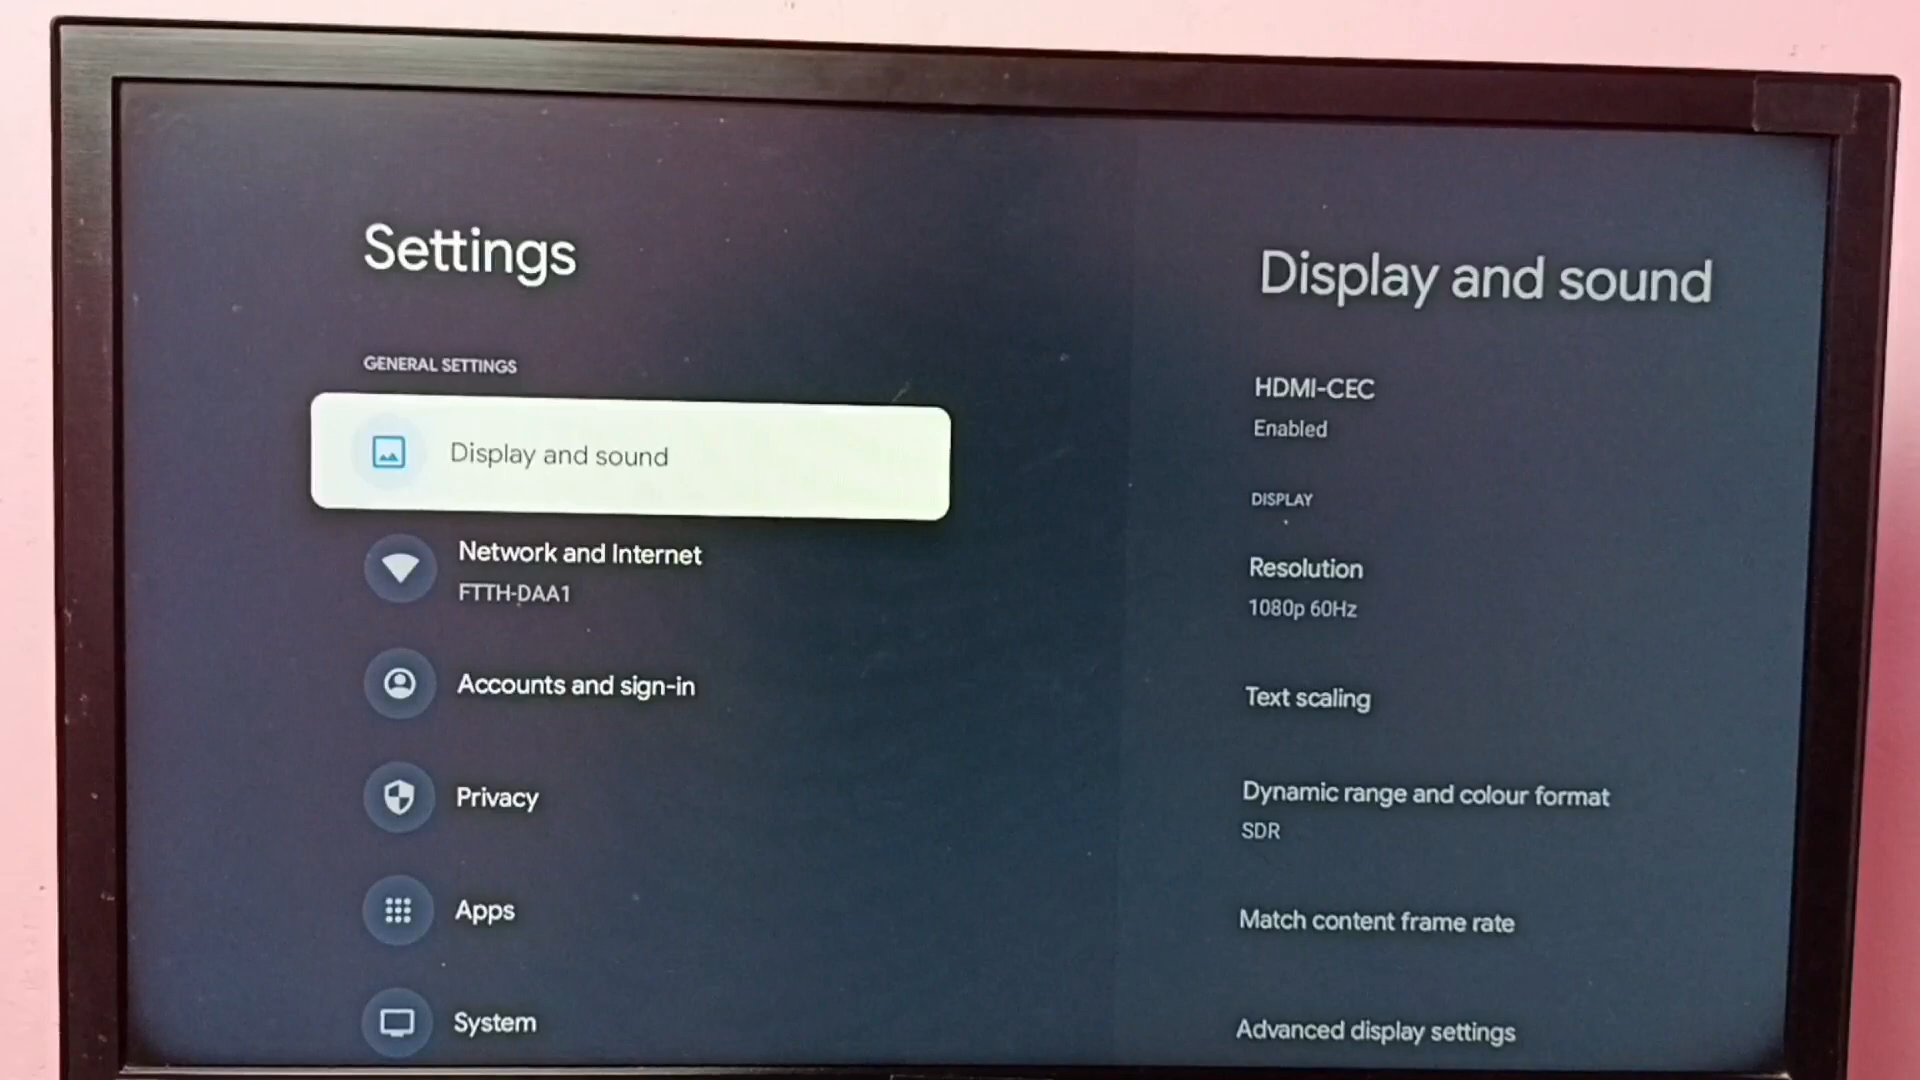 Settings
GENERAL SETTINGS
Display and sound
Network and Internet
FTTH-DAA1
Accounts and sign-in
Privacy
Apps
System
Display and sound
HDMI-CEC
Enabled
DISPLAY
Resolution
1080p 60Hz
Text scaling
Dynamic range and colour format
SDR
Match content frame rate
Advanced display settings